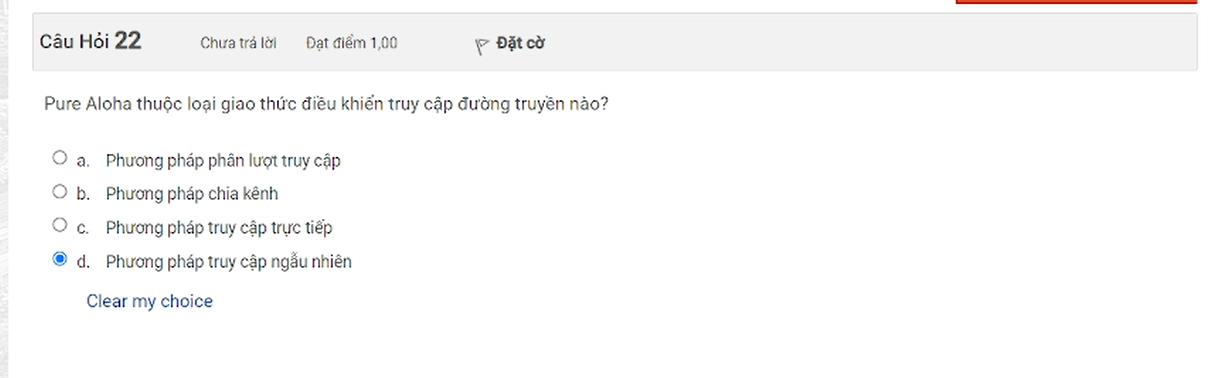 Câu Hỏi 22 Chưa trả lời Đạt điểm 1,00 Đặt cờ
Pure Aloha thuộc loại giao thức điều khiển truy cập đường truyền nào?
a. Phương pháp phân lượt truy cập
b. Phương pháp chia kênh
c. Phương pháp truy cập trực tiếp
d. Phương pháp truy cập ngẫu nhiên
Clear my choice